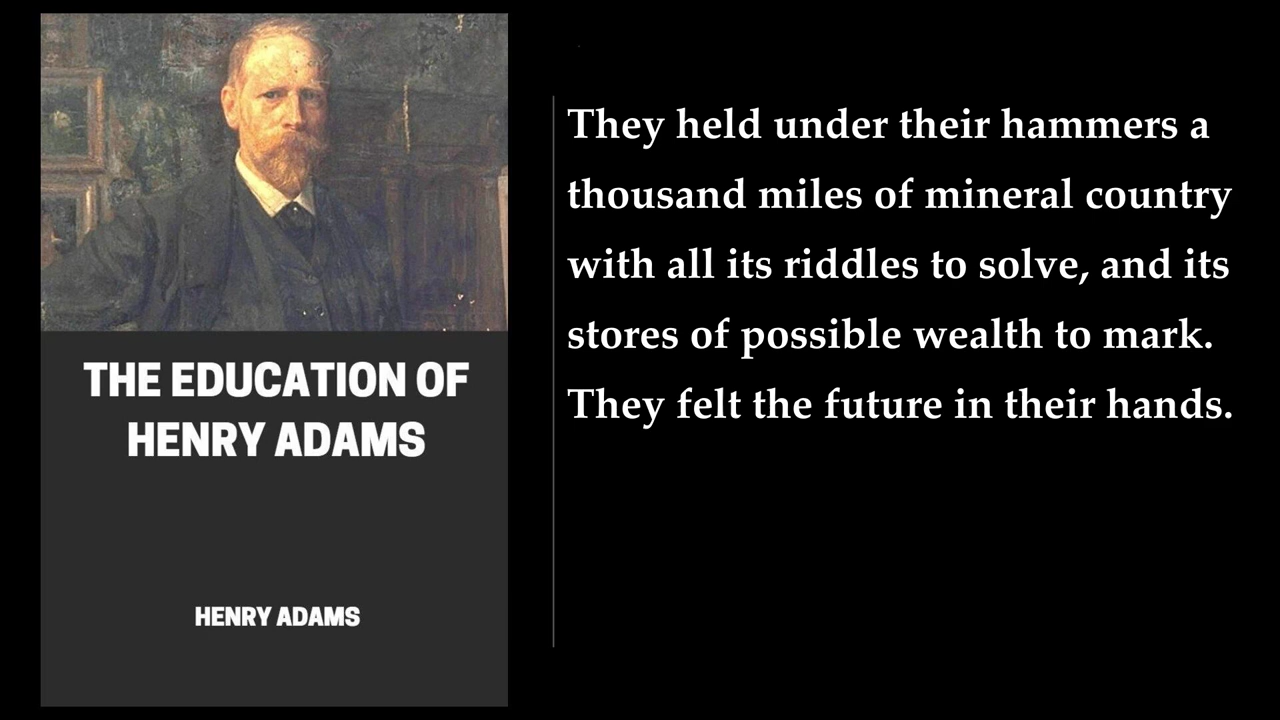 THE EDUCATION OF
HENRY ADAMS
HENRY ADAMS
They held under their hammers a
thousand miles of mineral country
with all its riddles to solve, and its
stores of possible wealth to mark.
They felt the future in their hands.